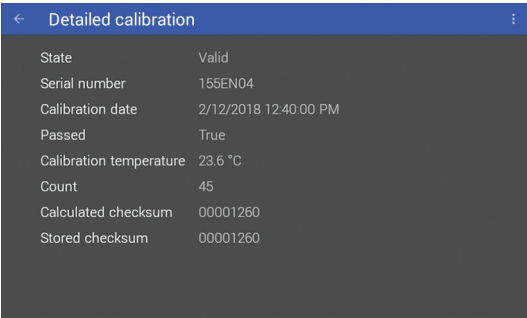 Detailed calibration
State Valid
Serial number 155EN04
Calibration date 2/12/2018 12:40:00 PM
Passed True
Calibration temperature 23.6 °C
Count 45
Calculated checksum 00001260
Stored checksum 00001260